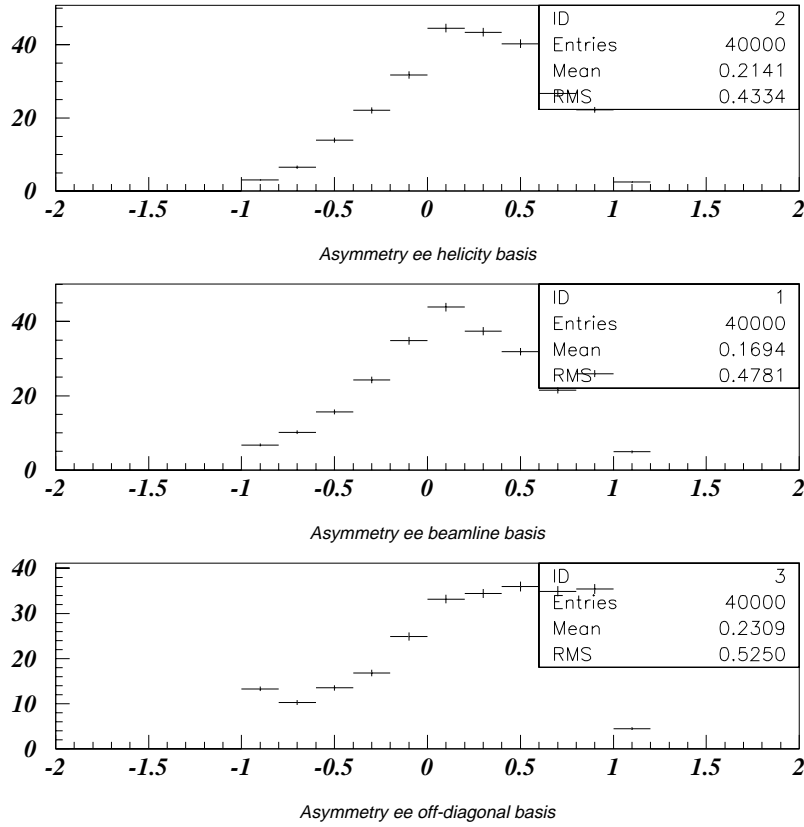 ID 2
Entries 40000
Mean 0.2141
RMS 0.4334
40
20
0
-2 -1.5 -1 -0.5 0 0.5 1 1.5 2
Asymmetry ee helicity basis
ID 1
Entries 40000
Mean 0.1694
RMS 0.4781
40
20
0
-2 -1.5 -1 -0.5 0 0.5 1 1.5 2
Asymmetry ee beamline basis
ID 3
Entries 40000
Mean 0.2309
RMS 0.5250
40
30
20
10
0
-2 -1.5 -1 -0.5 0 0.5 1 1.5 2
Asymmetry ee off-diagonal basis